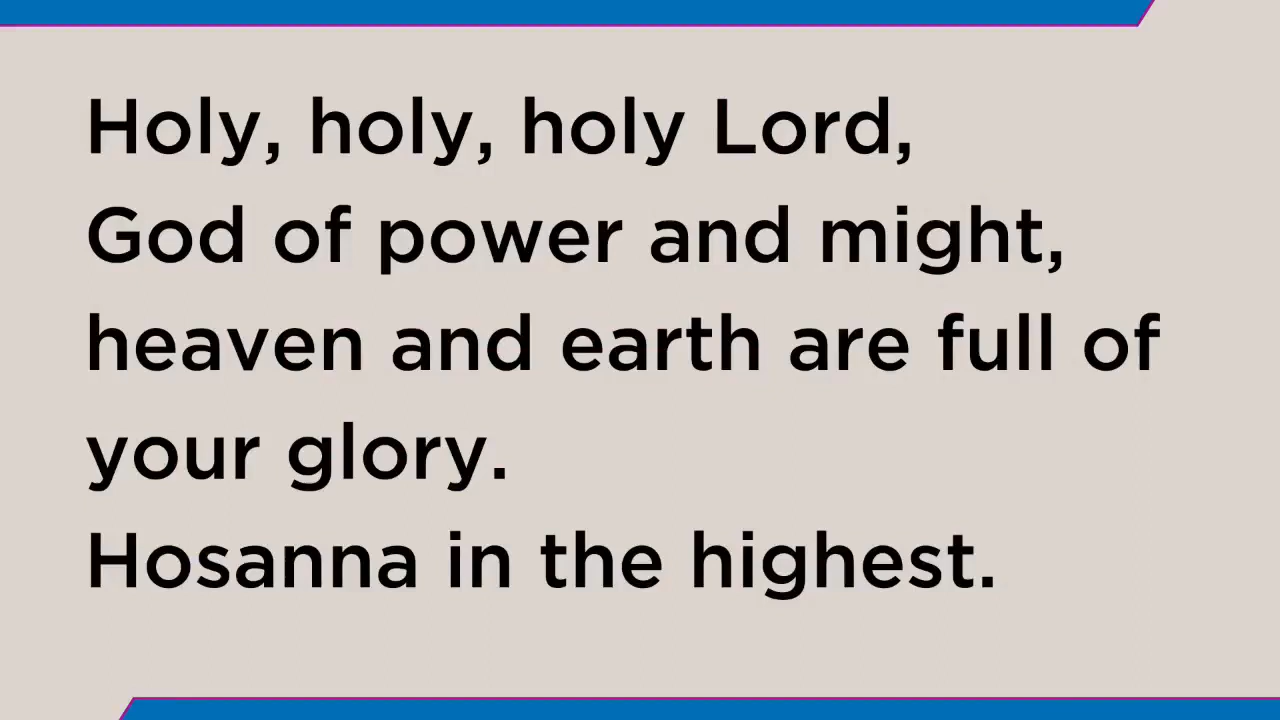 Holy, holy, holy Lord,
God of power and might,
heaven and earth are full of
your glory.
Hosanna in the highest.